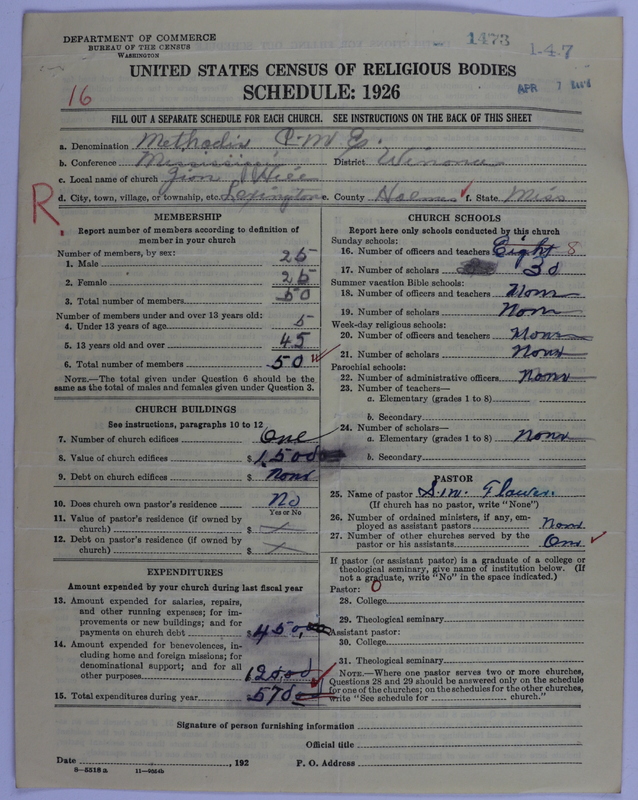 DEPARTMENT OF COMMERCE
BUREAU OF THE CENSUS
WASHINGTON
1473
1-4-7
APR 7
UNITED STATES CENSUS OF RELIGIOUS BODIES
SCHEDULE: 1926
16
FILL OUT A SEPARATE SCHEDULE FOR EACH CHURCH. SEE INSTRUCTIONS ON THE BACK OF THIS SHEET
a. Denomination Methodis C.M.E.
b. Conference Mississippi District Winona
c. Local name of church Zion Hill
d. City, town, village, or township, etc. Lexington e. County Holmes f. State Miss
R.
MEMBERSHIP
Report number of members according to definition of
member in your church
Number of members, by sex:
1. Male 25
2. Female 25
3. Total number of members 50
Number of members under and over 13 years old:
4. Under 13 years of age 5
5. 13 years old and over 45
6. Total number of members 50
NOTE.—The total given under Question 6 should be
same as the total of males and females given under Question 3.
CHURCH BUILDINGS
See instructions, paragraphs 10 to 12
7. Number of church edifices One
8. Value of church edifices $ 1,500
9. Debt on church edifices $ None
10. Does church own pastor's residence No
Yes or No
11. Value of pastor's residence (if owned by
church) $
12. Debt on pastor's residence (if owned by
church) $
EXPENDITURES
Amount expended by your church during last fiscal year
13. Amount expended for salaries, repairs,
and other running expenses; for im-
provements or new buildings; and for
payments on church debt $ 450.
14. Amount expended for benevolences, in-
cluding home and foreign missions; for
denominational support; and for all
other purposes 120.00
15. Total expenditures during year 570
CHURCH SCHOOLS
Report here only schools conducted by this church
Sunday schools:
16. Number of officers and teachers Eight 8
17. Number of scholars 30
Summer vacation Bible schools:
18. Number of officers and teachers None
19. Number of scholars None
Week-day religious schools:
20. Number of officers and teachers None
21. Number of scholars None
Parochial schools:
22. Number of administrative officers None
23. Number of teachers—
a. Elementary (grades 1 to 8)
b. Secondary
24. Number of scholars—
a. Elementary (grades 1 to 8) None
b. Secondary
PASTOR
25. Name of pastor S.M. Flower.
(If church has no pastor, write "None")
26. Number of ordained ministers, if any, em-
ployed as assistant pastors None
27. Number of other churches served by the
pastor or his assistants One
If pastor (or assistant pastor) is a graduate of a college or
theological seminary, give name of institution below. (If
not a graduate, write "No" in the space indicated.)
Pastor: 0
28. College
29. Theological seminary
Assistant pastor:
30. College
31. Theological seminary
NOTE.—Where one pastor serves two or more churches,
Questions 28 and 29 should be answered only on the schedule
for one of the churches; on the schedules for the other churches,
write "See schedule for church."
Signature of person furnishing information
Official title
Date , 192 P. O. Address
8-5518a 11-9024b